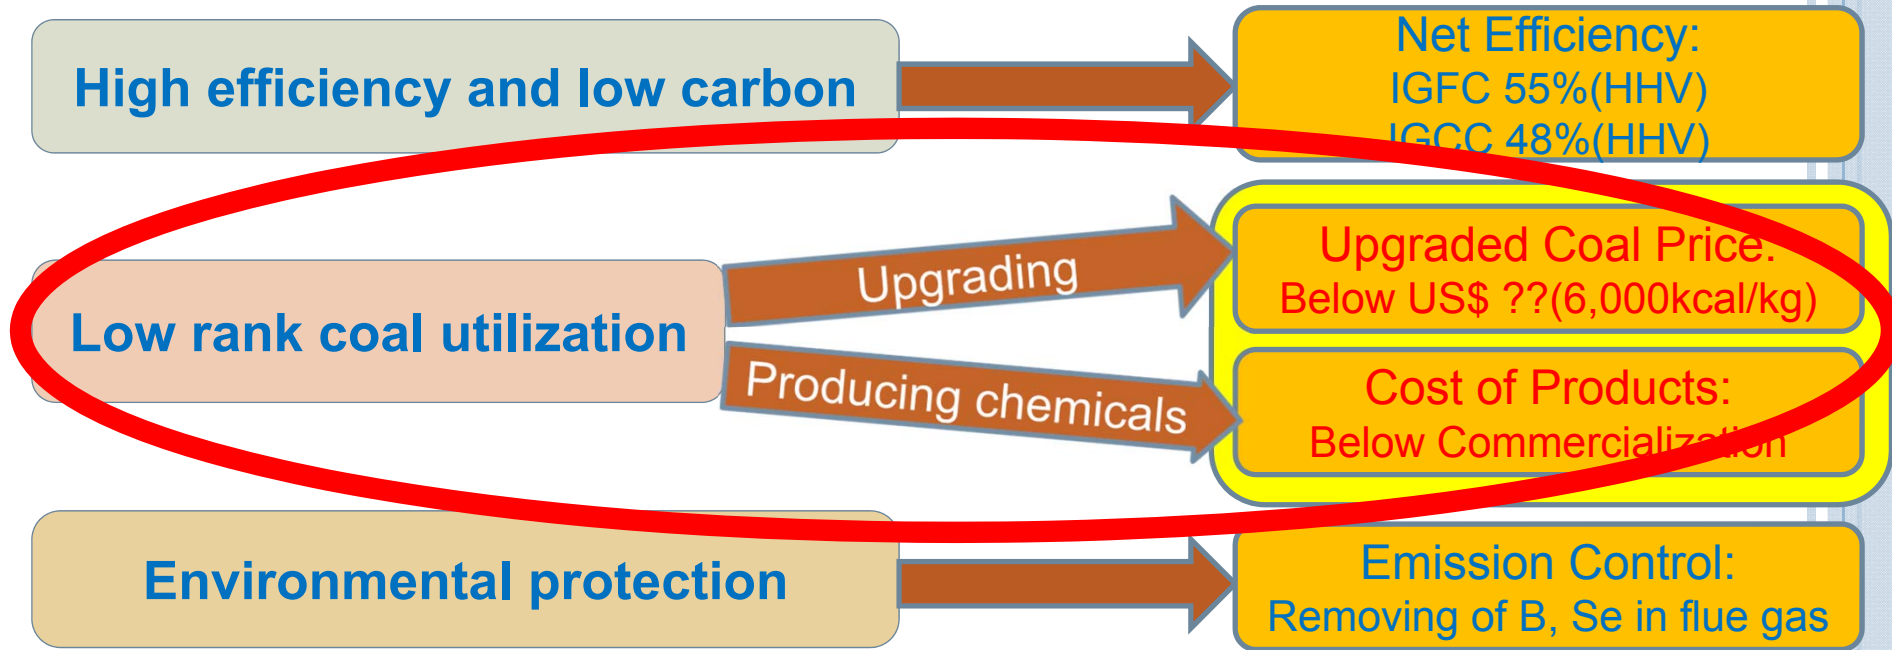 High efficiency and low carbon
Net Efficiency:
IGFC 55%(HHV)
IGCC 48%(HHV)
Low rank coal utilization
Upgrading
Upgraded Coal Price:
Below US$ ??(6,000kcal/kg)
Producing chemicals
Cost of Products:
Below Commercialization
Environmental protection
Emission Control:
Removing of B, Se in flue gas